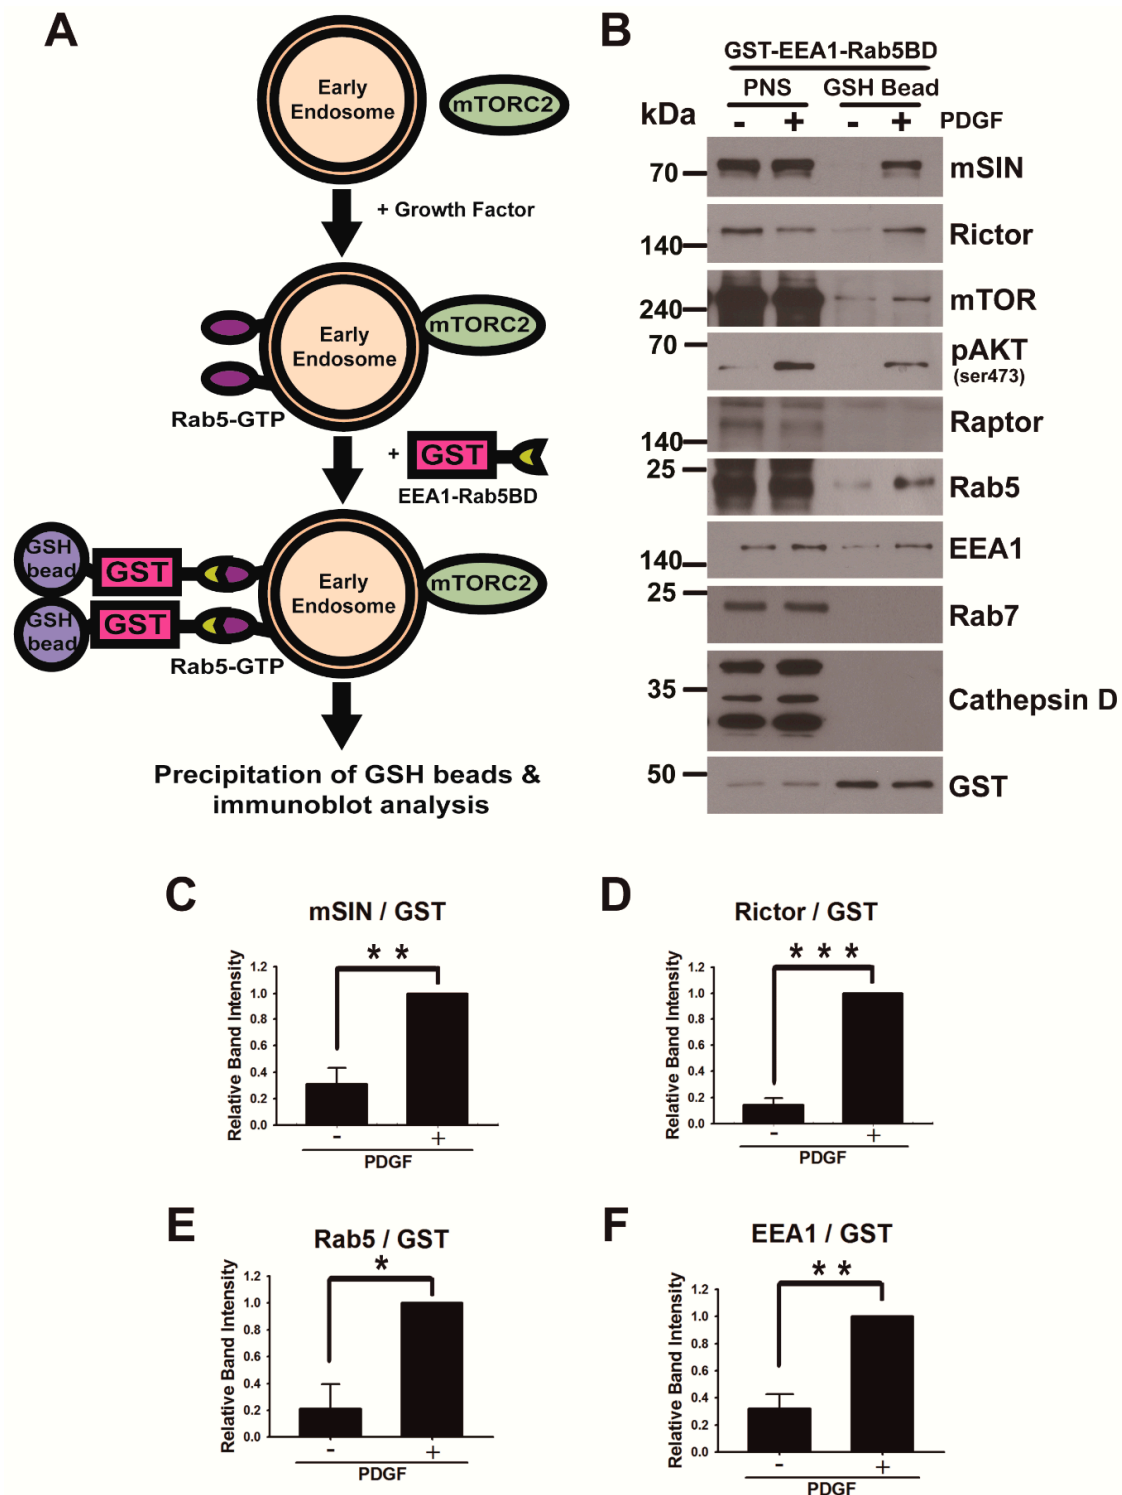 A
Early
Endosome
mTORC2
+ Growth Factor
Early
Endosome
mTORC2
Rab5-GTP
+ GST
EEA1-Rab5BD
GSH
bead
GST
GSH
bead
GST
Early
Endosome
mTORC2
Rab5-GTP
Precipitation of GSH beads &
immunoblot analysis
B
GST-EEA1-Rab5BD
PNS GSH Bead
kDa - + - + PDGF
70 mSIN
140 Rictor
240 mTOR
70 pAKT
(ser473)
140 Raptor
25 Rab5
140 EEA1
25 Rab7
35 Cathepsin D
50 GST
C
mSIN / GST
* *
Relative Band Intensity
1.2
1.0
0.8
0.6
0.4
0.2
0.0
- +
PDGF
D
Rictor / GST
* * *
Relative Band Intensity
1.2
1.0
0.8
0.6
0.4
0.2
0.0
- +
PDGF
E
Rab5 / GST
*
Relative Band Intensity
1.2
1.0
0.8
0.6
0.4
0.2
0.0
- +
PDGF
F
EEA1 / GST
* *
Relative Band Intensity
1.2
1.0
0.8
0.6
0.4
0.2
0.0
- +
PDGF